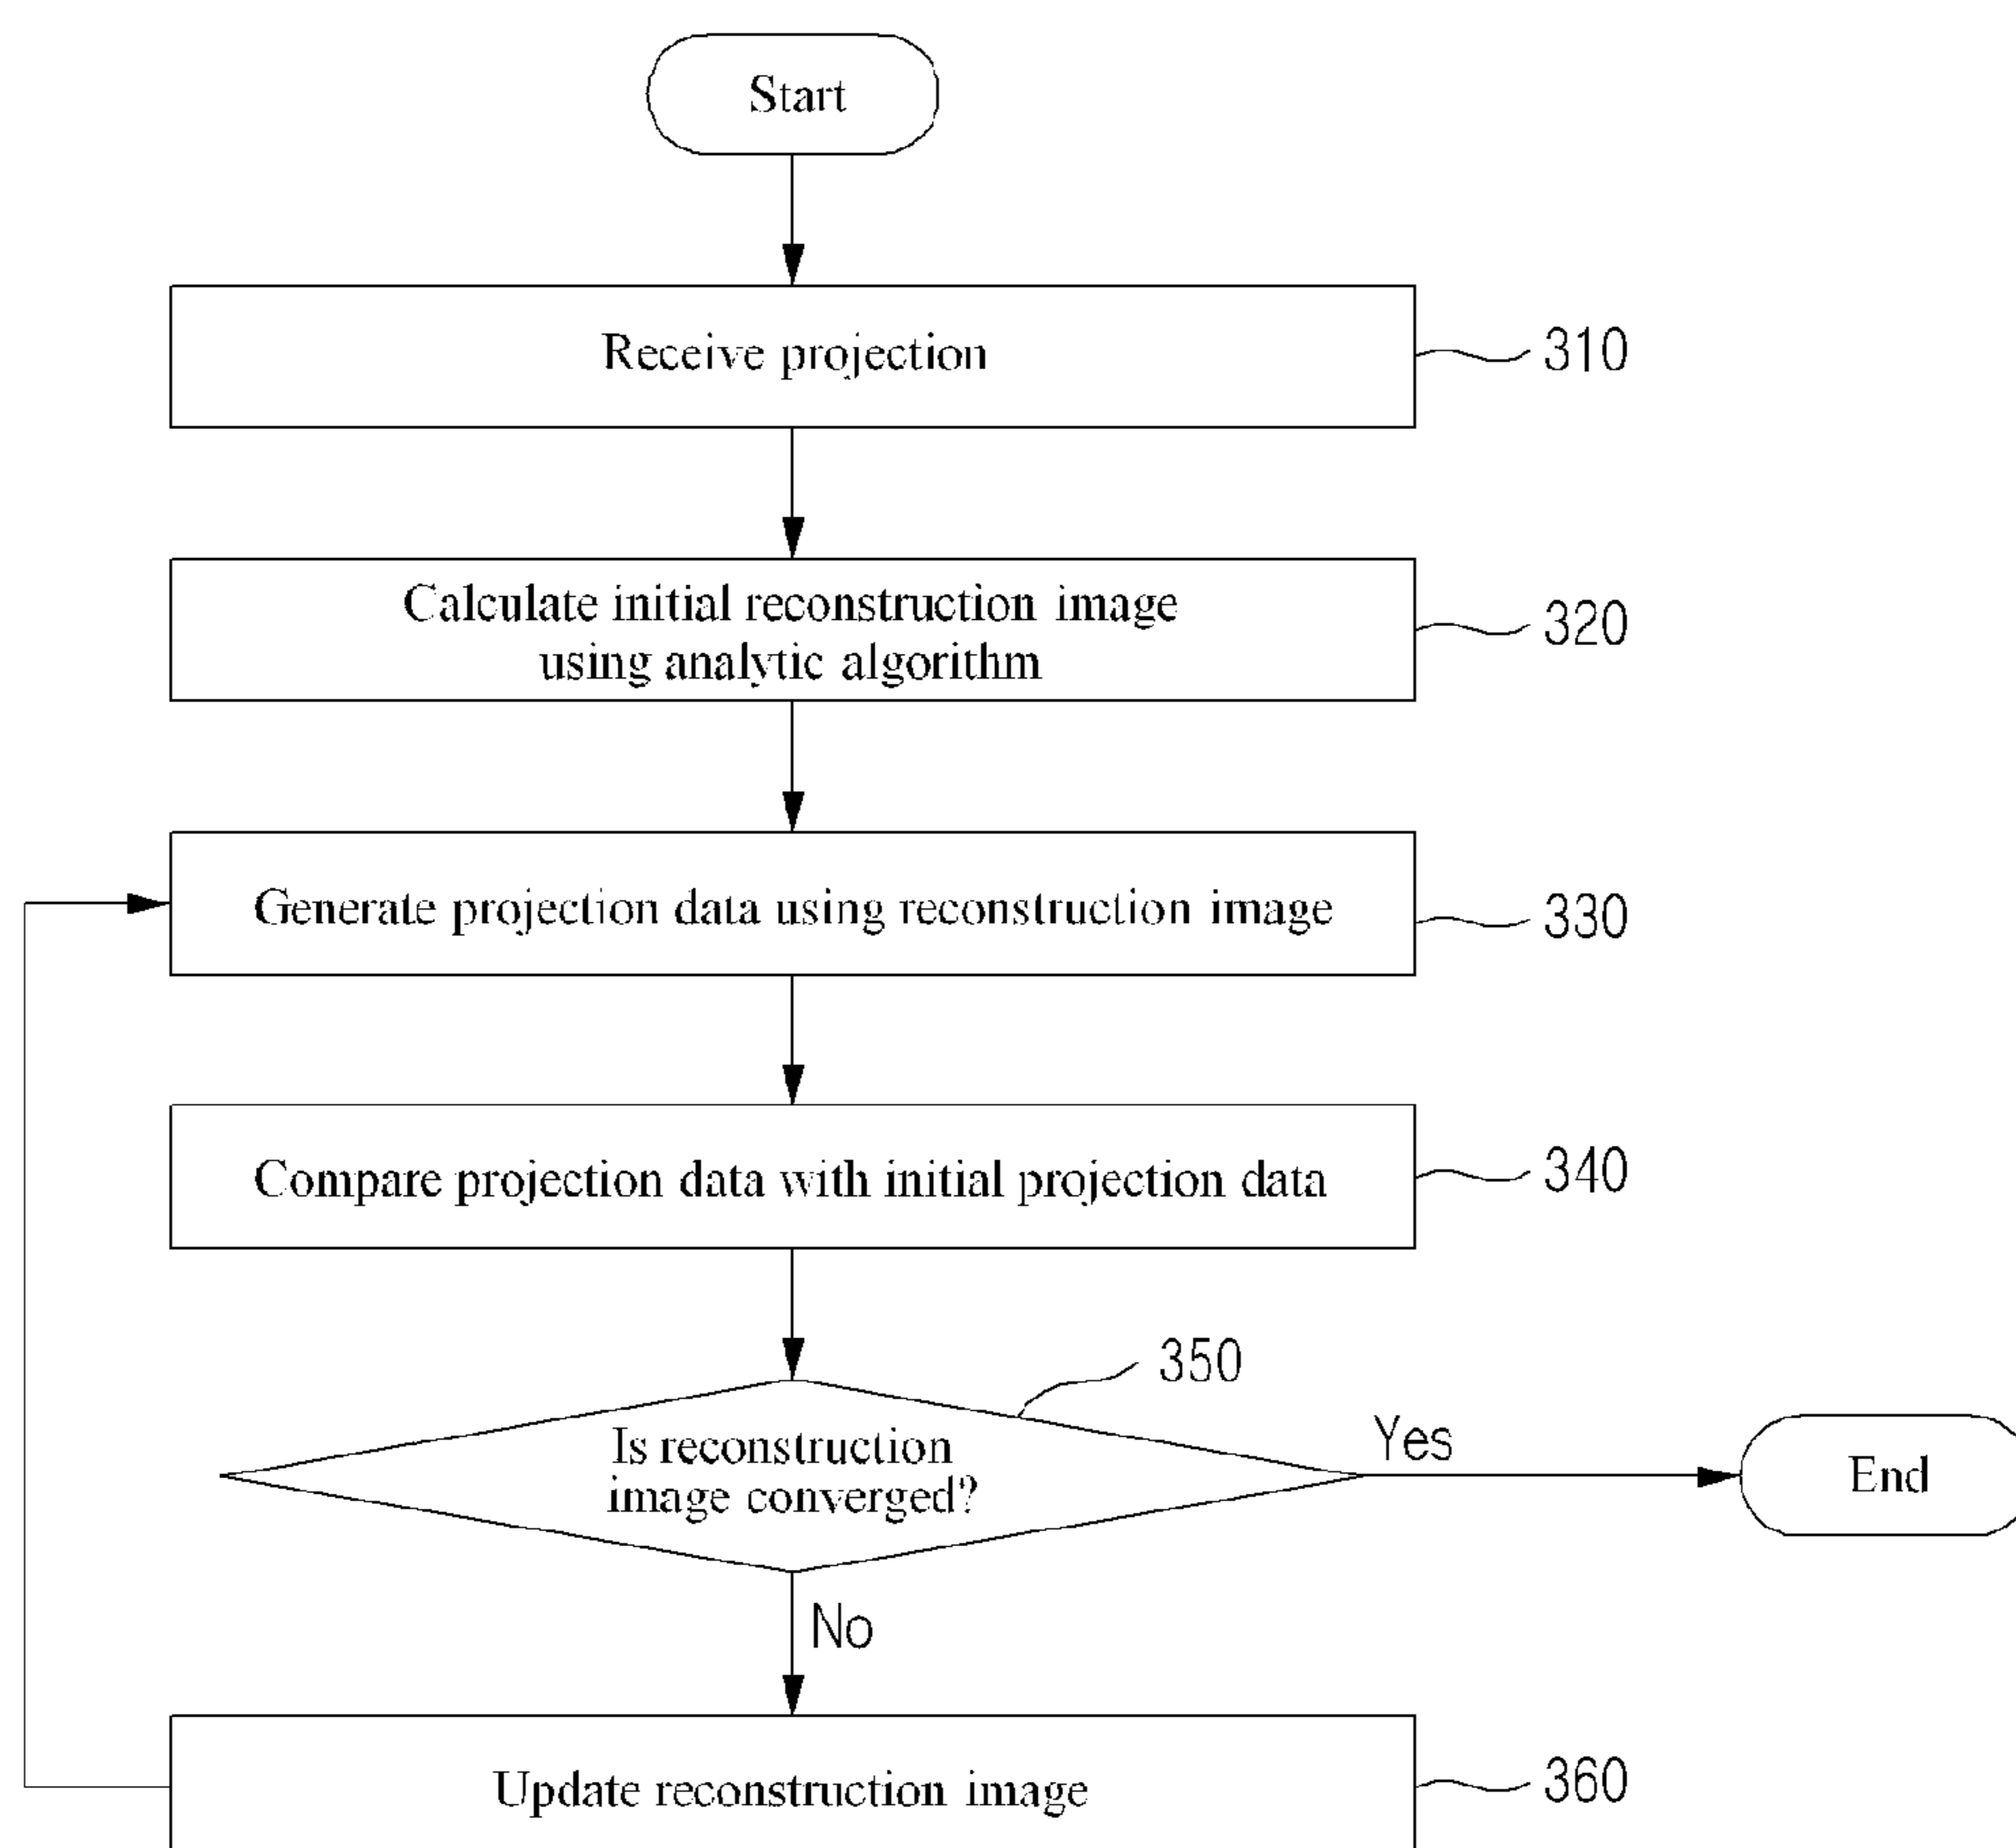 Start
Receive projection
310
Calculate initial reconstruction image
using analytic algorithm
320
Generate projection data using reconstruction image
330
Compare projection data with initial projection data
340
350
Is reconstruction
image converged?
Yes
End
No
Update reconstruction image
360